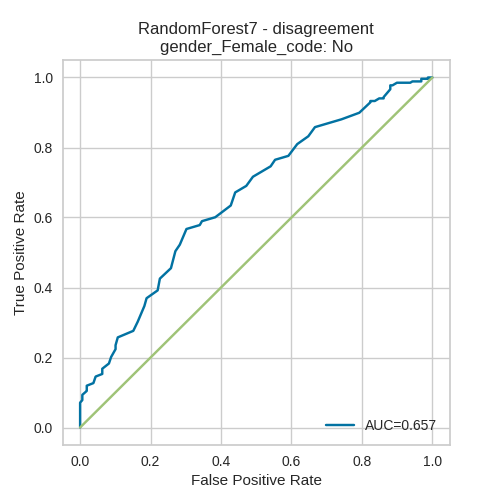 RandomForest7 - disagreement
gender_Female_code: No
True Positive Rate
1.0
0.8
0.6
0.4
0.2
0.0
AUC=0.657
0.0 0.2 0.4 0.6 0.8 1.0
False Positive Rate